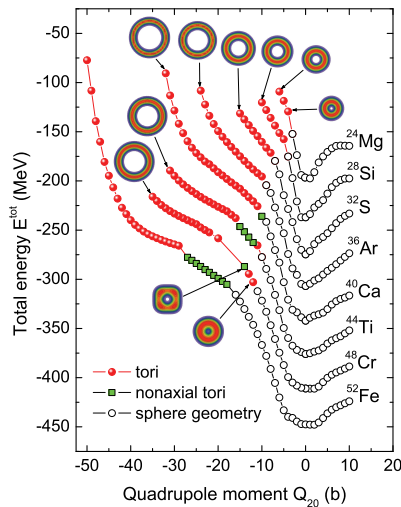 -50
-100
-150
-200
-250
-300
-350
-400
-450
Total energy E^tot (MeV)
²⁴Mg
²⁸Si
³²S
³⁶Ar
⁴⁰Ca
⁴⁴Ti
⁴⁸Cr
⁵²Fe
tori
nonaxial tori
sphere geometry
-50 -40 -30 -20 -10 0 10
Quadrupole moment Q₂₀ (b)